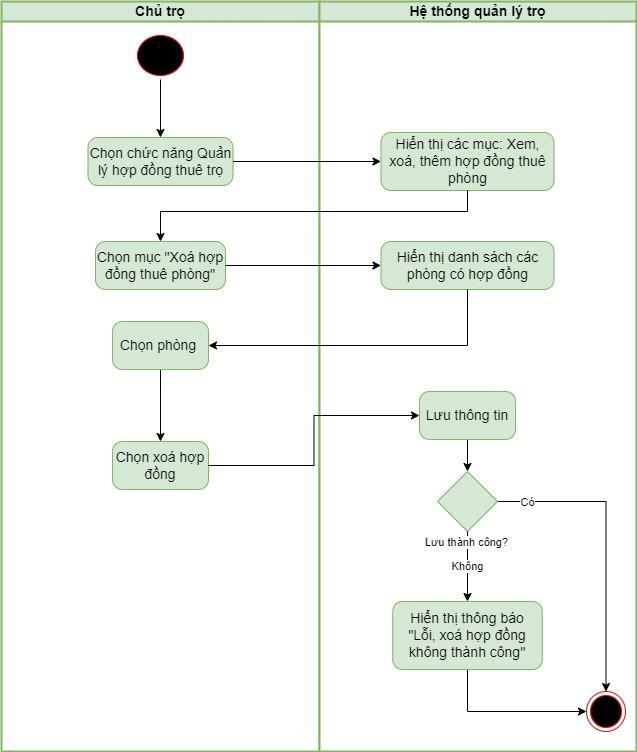 Chủ trọ
Hệ thống quản lý trọ
Chọn chức năng Quản
lý hợp đồng thuê trọ
Hiển thị các mục: Xem,
xoá, thêm hợp đồng thuê
phòng
Chọn mục "Xoá hợp
đồng thuê phòng"
Hiển thị danh sách các
phòng có hợp đồng
Chọn phòng
Chọn xoá hợp
đồng
Lưu thông tin
Có
Lưu thành công?
Không
Hiển thị thông báo
"Lỗi, xoá hợp đồng
không thành công"